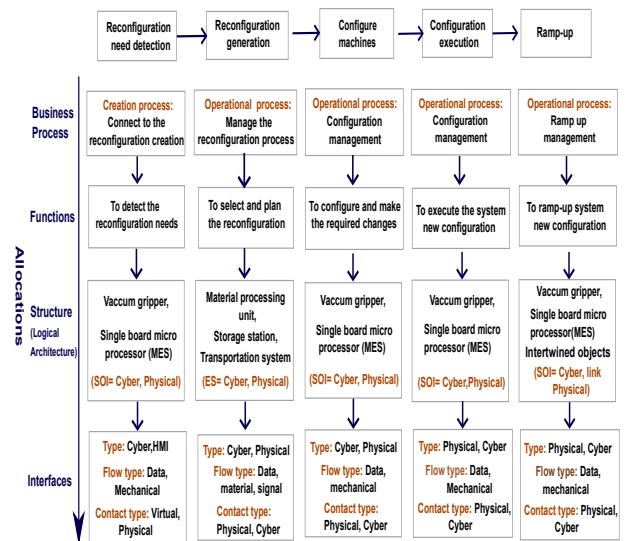 Reconfiguration
need detection
Reconfiguration
generation
Configure
machines
Configuration
execution
Ramp-up
Allocations
Business
Process
Creation process:
Connect to the
reconfiguration creation
Operational process:
Manage the
reconfiguration process
Operational process:
Configuration
management
Operational process:
Configuration
management
Operational process:
Ramp up
management
Functions
To detect the
reconfiguration needs
To select and plan
the reconfiguration
To configure and make
the required changes
To execute the system
new configuration
To ramp-up system
new configuration
Structure
(Logical
Architecture)
Vaccum gripper,
Single board micro
processor (MES)
(SOI= Cyber, Physical)
Material processing
unit,
Storage station,
Transportation system
(ES= Cyber, Physical)
Vaccum gripper,
Single board micro
processor (MES)
(SOI= Cyber, Physical)
Vaccum gripper,
Single board micro
processor (MES)
(SOI= Cyber,Physical)
Vaccum gripper,
Single board micro
processor(MES)
Intertwined objects
(SOI= Cyber, link
Physical)
Interfaces
Type: Cyber,HMI
Flow type: Data,
Mechanical
Contact type: Virtual,
Physical
Type: Cyber, Physical
Flow type: Data,
material, signal
Contact type:
Physical, Cyber
Type: Cyber, Physical
Flow type: Data,
mechanical
Contact type:
Physical, Cyber
Type: Physical, Cyber
Flow type: Data,
Mechanical
Contact type: Physical,
Cyber
Type: Physical, Cyber
Flow type: Data,
mechanical
Contact type: Physical,
Cyber